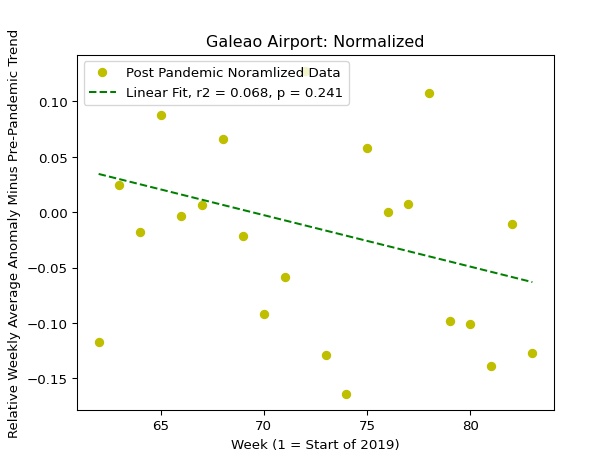 Galeao Airport: Normalized
Post Pandemic Noramlized Data
Linear Fit, r2 = 0.068, p = 0.241
Relative Weekly Average Anomaly Minus Pre-Pandemic Trend
0.10
0.05
0.00
−0.05
−0.10
−0.15
65
70
75
80
Week (1 = Start of 2019)